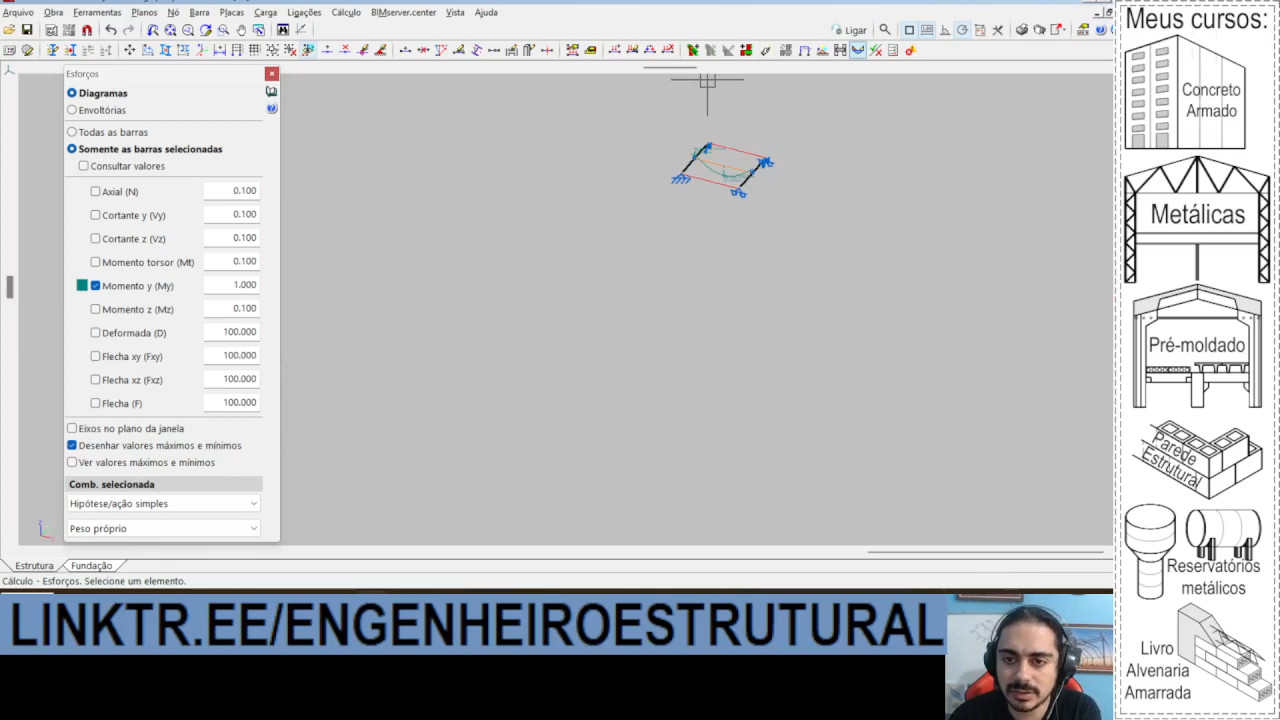 Arquivo Obra Ferramentas Planos Nó Barra Placas Carga Ligações Cálculo BIMserver.center Vista Ajuda
Ligar
Esforços
Diagramas
Envoltórias
Todas as barras
Somente as barras selecionadas
Consultar valores
Axial (N) 0.100
Cortante y (Vy) 0.100
Cortante z (Vz) 0.100
Momento torsor (Mt) 0.100
Momento y (My) 1.000
Momento z (Mz) 0.100
Deformada (D) 100.000
Flecha xy (Fxy) 100.000
Flecha xz (Fxz) 100.000
Flecha (F) 100.000
Eixos no plano da janela
Desenhar valores máximos e mínimos
Ver valores máximos e mínimos
Comb. selecionada
Hipótese/ação simples
Peso próprio
Estrutura Fundação
Cálculo - Esforços. Selecione um elemento.
LINKTR.EE/ENGENHEIROESTRUTURAL
Meus cursos:
Concreto
Armado
Metálicas
Pré-moldado
Parede
Estrutural
Reservatórios
metálicos
Livro
Alvenaria
Amarrada